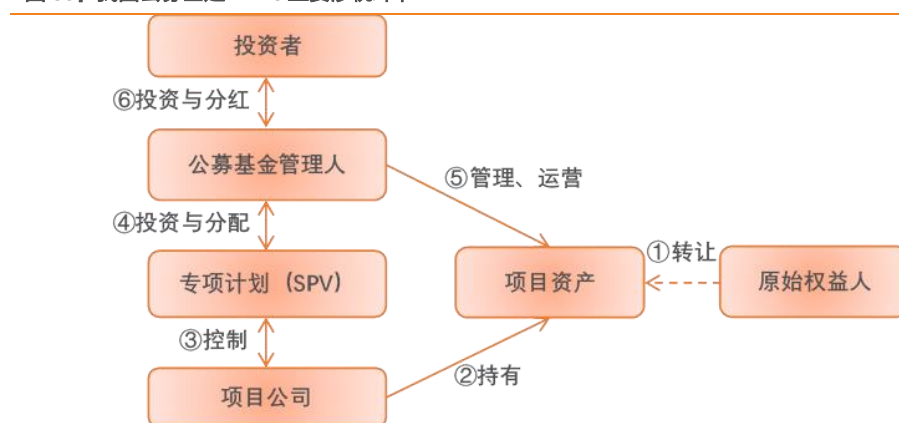 投资者
⑥投资与分红
公募基金管理人
⑤管理、运营
④投资与分配
①转让
专项计划（SPV）
项目资产
原始权益人
③控制
②持有
项目公司